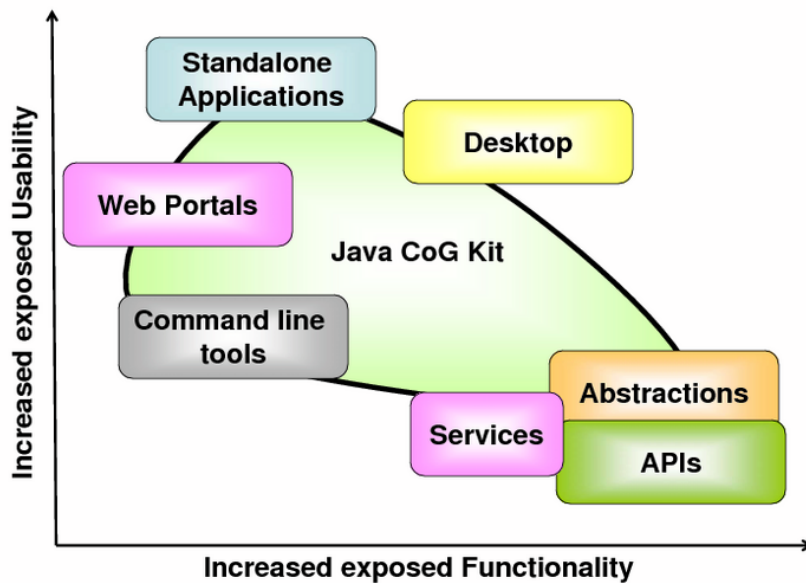 Standalone
Applications
Desktop
Web Portals
Java CoG Kit
Command line
tools
Abstractions
Services
APIs
Increased exposed Usability
Increased exposed Functionality